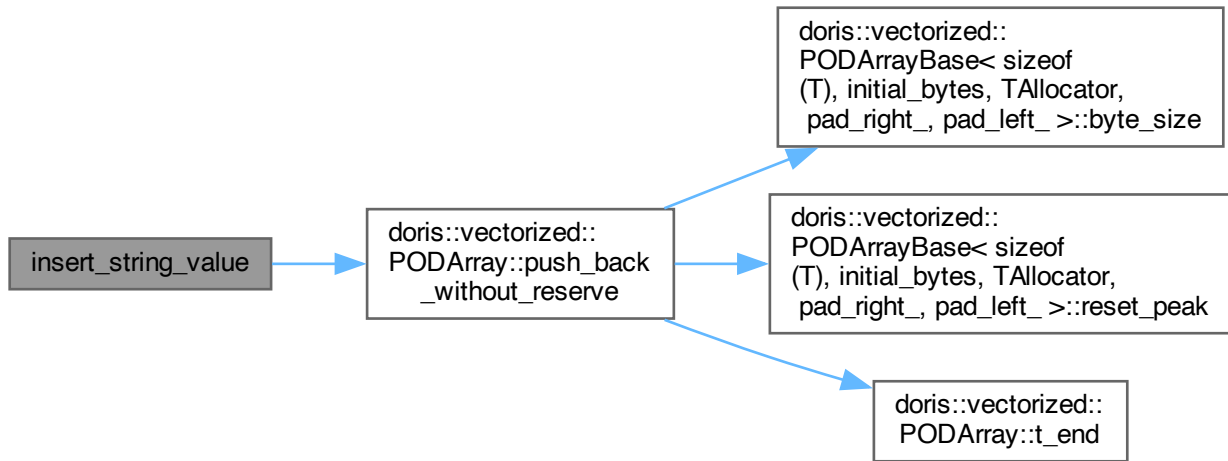 doris::vectorized::
PODArrayBase< sizeof
(T), initial_bytes, TAllocator,
pad_right_, pad_left_ >::byte_size
insert_string_value
doris::vectorized::
PODArray::push_back
_without_reserve
doris::vectorized::
PODArrayBase< sizeof
(T), initial_bytes, TAllocator,
pad_right_, pad_left_ >::reset_peak
doris::vectorized::
PODArray::t_end